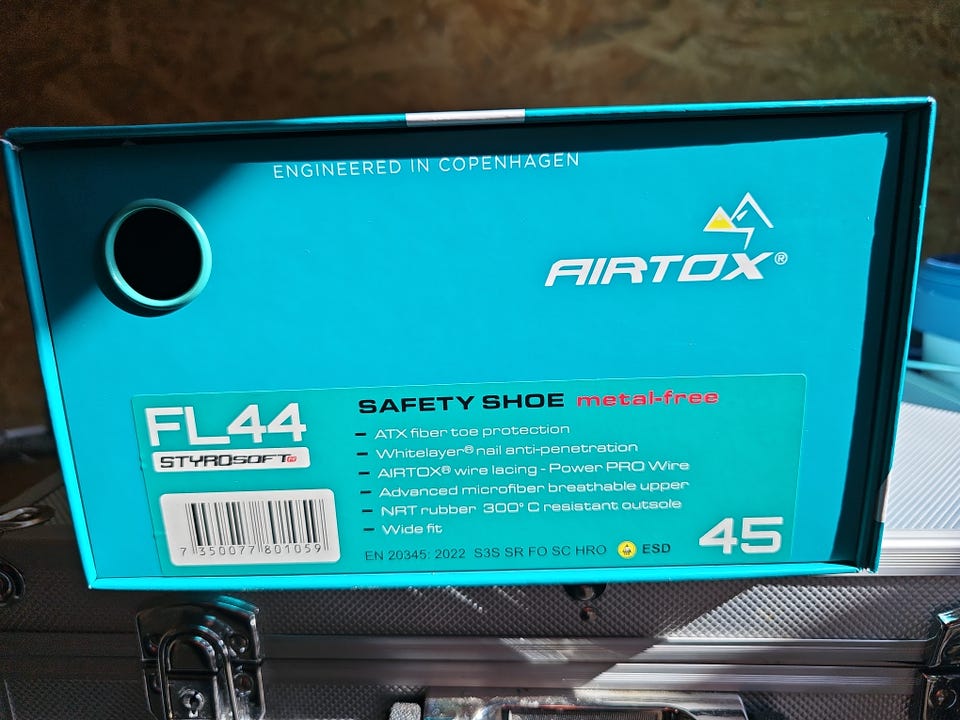 ENGINEERED IN COPENHAGEN
AIRTOX®
FL44
STYROSOFT
SAFETY SHOE metal-free
– ATX fiber toe protection
– Whitelayer® nail anti-penetration
– AIRTOX® wire lacing - Power PRO Wire
– Advanced microfiber breathable upper
– NRT rubber 300° C resistant outsole
– Wide fit
7 350077 801059
EN 20345: 2022 S3S SR FO SC HRO ESD
45